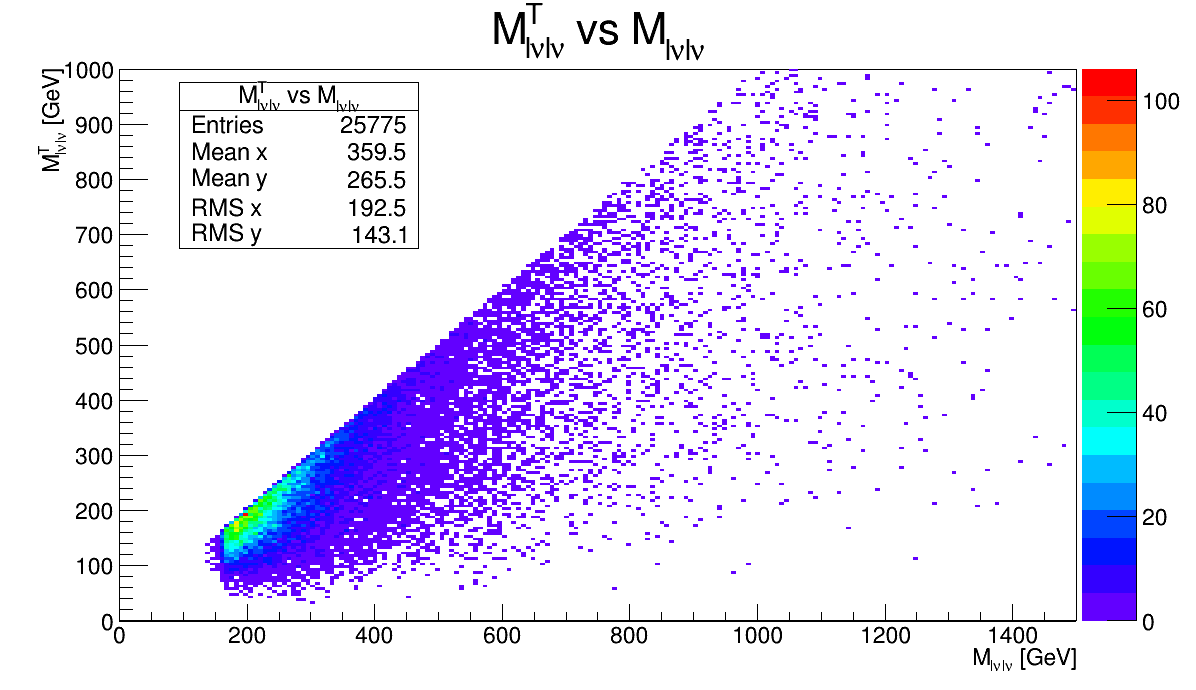 M^T_lνlν vs M_lνlν
M^T_lνlν [GeV]
M^T_lνlν vs M_lνlν
Entries 25775
Mean x 359.5
Mean y 265.5
RMS x 192.5
RMS y 143.1
1000
900
800
700
600
500
400
300
200
100
0
0 200 400 600 800 1000 1200 1400
M_lνlν [GeV]
100
80
60
40
20
0